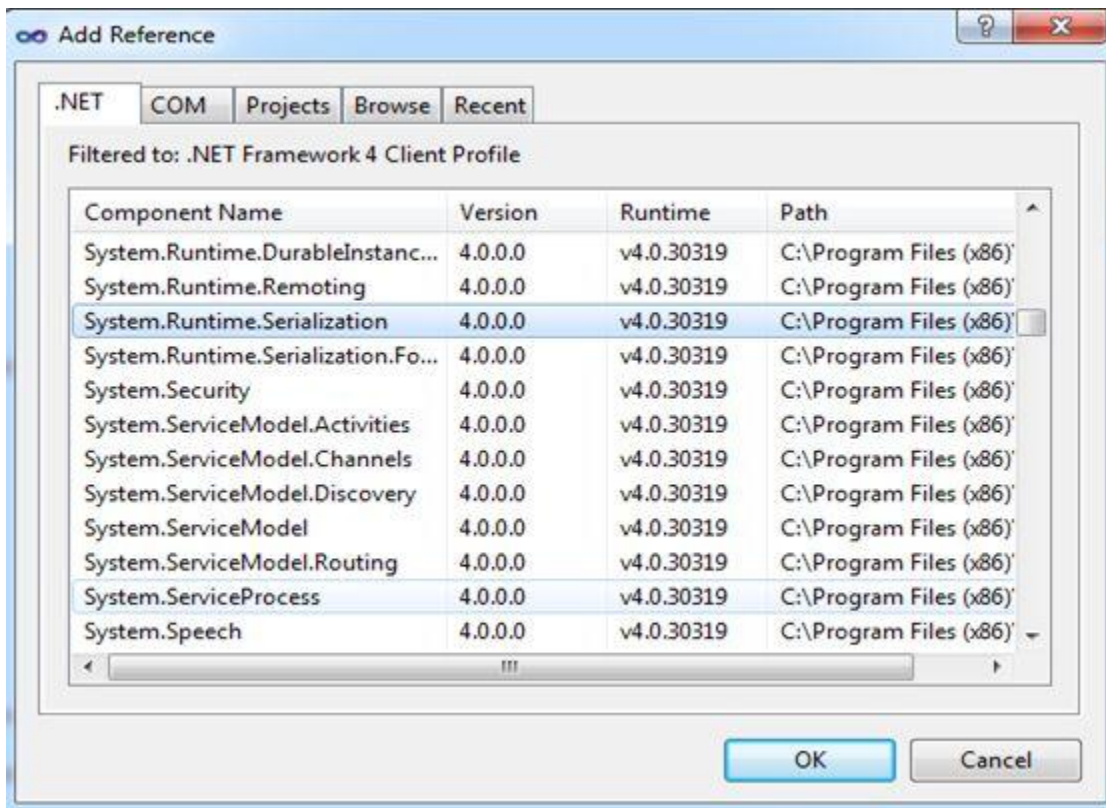 Add Reference
.NET COM Projects Browse Recent
Filtered to: .NET Framework 4 Client Profile
Component Name Version Runtime Path
System.Runtime.DurableInstanc... 4.0.0.0 v4.0.30319 C:\Program Files (x86)
System.Runtime.Remoting 4.0.0.0 v4.0.30319 C:\Program Files (x86)
System.Runtime.Serialization 4.0.0.0 v4.0.30319 C:\Program Files (x86)
System.Runtime.Serialization.Fo... 4.0.0.0 v4.0.30319 C:\Program Files (x86)
System.Security 4.0.0.0 v4.0.30319 C:\Program Files (x86)
System.ServiceModel.Activities 4.0.0.0 v4.0.30319 C:\Program Files (x86)
System.ServiceModel.Channels 4.0.0.0 v4.0.30319 C:\Program Files (x86)
System.ServiceModel.Discovery 4.0.0.0 v4.0.30319 C:\Program Files (x86)
System.ServiceModel 4.0.0.0 v4.0.30319 C:\Program Files (x86)
System.ServiceModel.Routing 4.0.0.0 v4.0.30319 C:\Program Files (x86)
System.ServiceProcess 4.0.0.0 v4.0.30319 C:\Program Files (x86)
System.Speech 4.0.0.0 v4.0.30319 C:\Program Files (x86)
OK Cancel